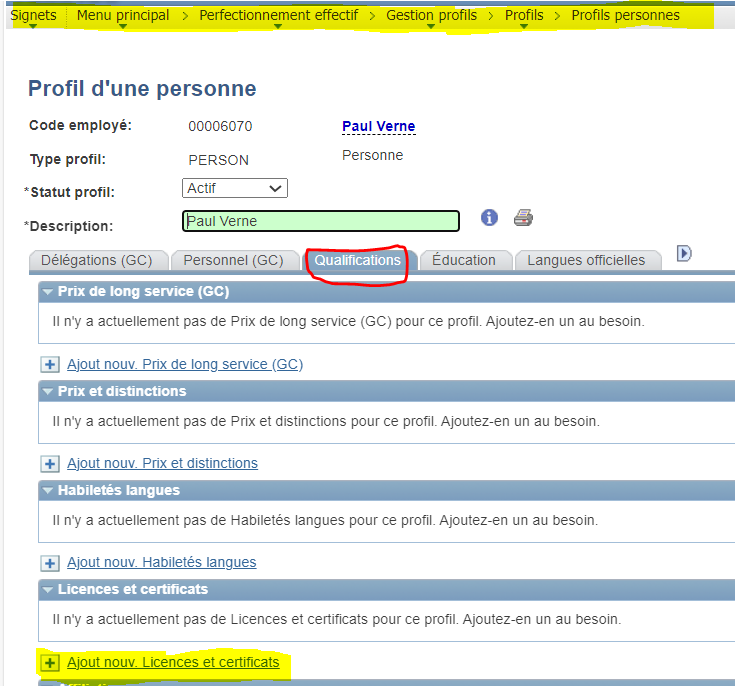 Signets Menu principal > Perfectionnement effectif > Gestion profils > Profils > Profils personnes
Profil d'une personne
Code employé: 00006070 Paul Verne
Type profil: PERSON Personne
*Statut profil: Actif
*Description: Paul Verne
Délégations (GC) Personnel (GC) Qualifications Éducation Langues officielles
Prix de long service (GC)
Il n'y a actuellement pas de Prix de long service (GC) pour ce profil. Ajoutez-en un au besoin.
Ajout nouv. Prix de long service (GC)
Prix et distinctions
Il n'y a actuellement pas de Prix et distinctions pour ce profil. Ajoutez-en un au besoin.
Ajout nouv. Prix et distinctions
Habiletés langues
Il n'y a actuellement pas de Habiletés langues pour ce profil. Ajoutez-en un au besoin.
Ajout nouv. Habiletés langues
Licences et certificats
Il n'y a actuellement pas de Licences et certificats pour ce profil. Ajoutez-en un au besoin.
Ajout nouv. Licences et certificats